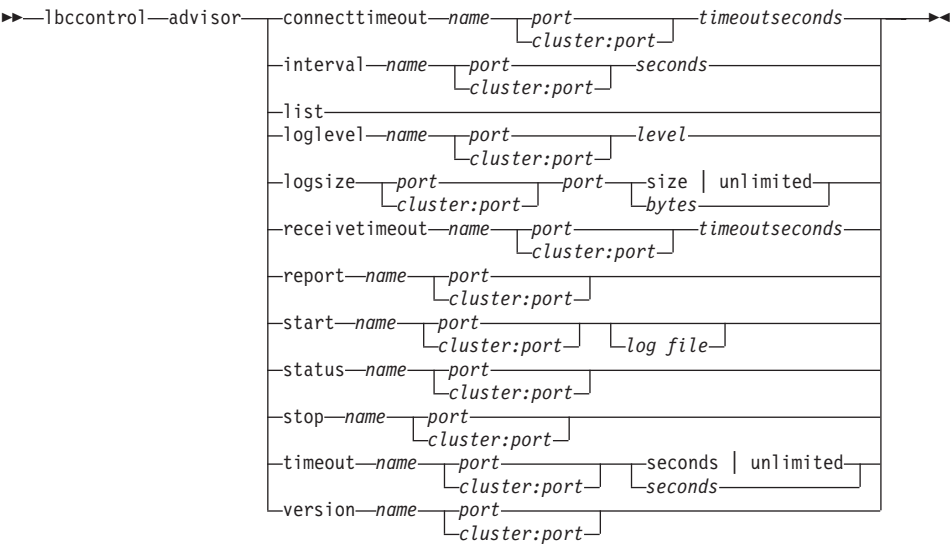 lbccontrol advisor connecttimeout name port timeoutseconds
cluster:port
interval name port seconds
cluster:port
list
loglevel name port level
cluster:port
logsize port port size | unlimited
cluster:port bytes
receivetimeout name port timeoutseconds
cluster:port
report name port
cluster:port
start name port
cluster:port log file
status name port
cluster:port
stop name port
cluster:port
timeout name port seconds | unlimited
cluster:port seconds
version name port
cluster:port